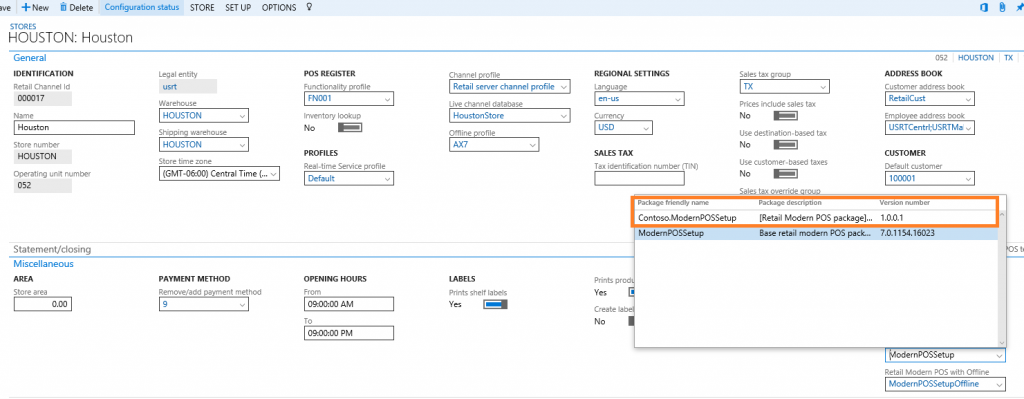 ave
New
Delete
Configuration status
STORE
SET UP
OPTIONS
STORES
HOUSTON: Houston
General
052
HOUSTON
TX
IDENTIFICATION
Retail Channel Id
000017
Name
Houston
Store number
HOUSTON
Operating unit number
052
Legal entity
usrt
Warehouse
HOUSTON
Shipping warehouse
HOUSTON
Store time zone
(GMT-06:00) Central Time (...
POS REGISTER
Functionality profile
FN001
Inventory lookup
No
PROFILES
Real-time Service profile
Default
Channel profile
Retail server channel profile
Live channel database
HoustonStore
Offline profile
AX7
REGIONAL SETTINGS
Language
en-us
Currency
USD
SALES TAX
Tax identification number (TIN)
Sales tax group
TX
Prices include sales tax
No
Use destination-based tax
No
Use customer-based taxes
No
Sales tax override group
ADDRESS BOOK
Customer address book
RetailCust
Employee address book
USRTCentrl;USRTMa
CUSTOMER
Default customer
100001
Package friendly name
Package description
Version number
Contoso.ModernPOSSetup
[Retail Modern POS package]...
1.0.0.1
ModernPOSSetup
Base retail modern POS pack...
7.0.1154.16023
Statement/closing
POS to
Miscellaneous
AREA
Store area
0.00
PAYMENT METHOD
Remove/add payment method
9
OPENING HOURS
From
09:00:00 AM
To
09:00:00 PM
LABELS
Prints shelf labels
Yes
Prints produ
Yes
Create label
No
ModernPOSSetup
Retail Modern POS with Offline
ModernPOSSetupOffline